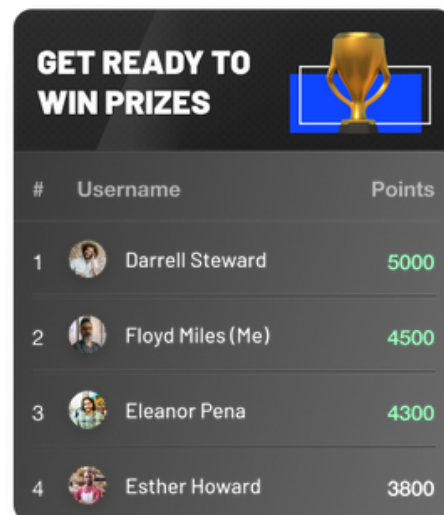 GET READY TO
WIN PRIZES
# Username Points
1 Darrell Steward 5000
2 Floyd Miles (Me) 4500
3 Eleanor Pena 4300
4 Esther Howard 3800